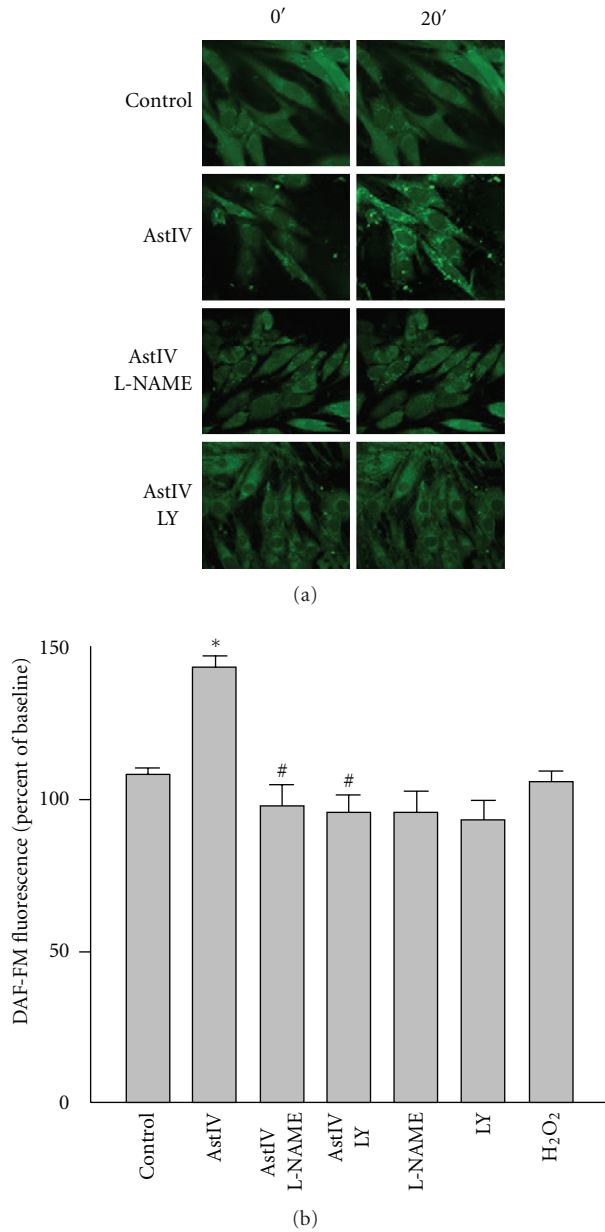 0′ 20′
Control
AstIV
AstIV
L-NAME
AstIV
LY
(a)
DAF-FM fluorescence (percent of baseline)
150
100
50
0
*
#
#
Control
AstIV
AstIV
L-NAME
AstIV
LY
L-NAME
LY
H₂O₂
(b)